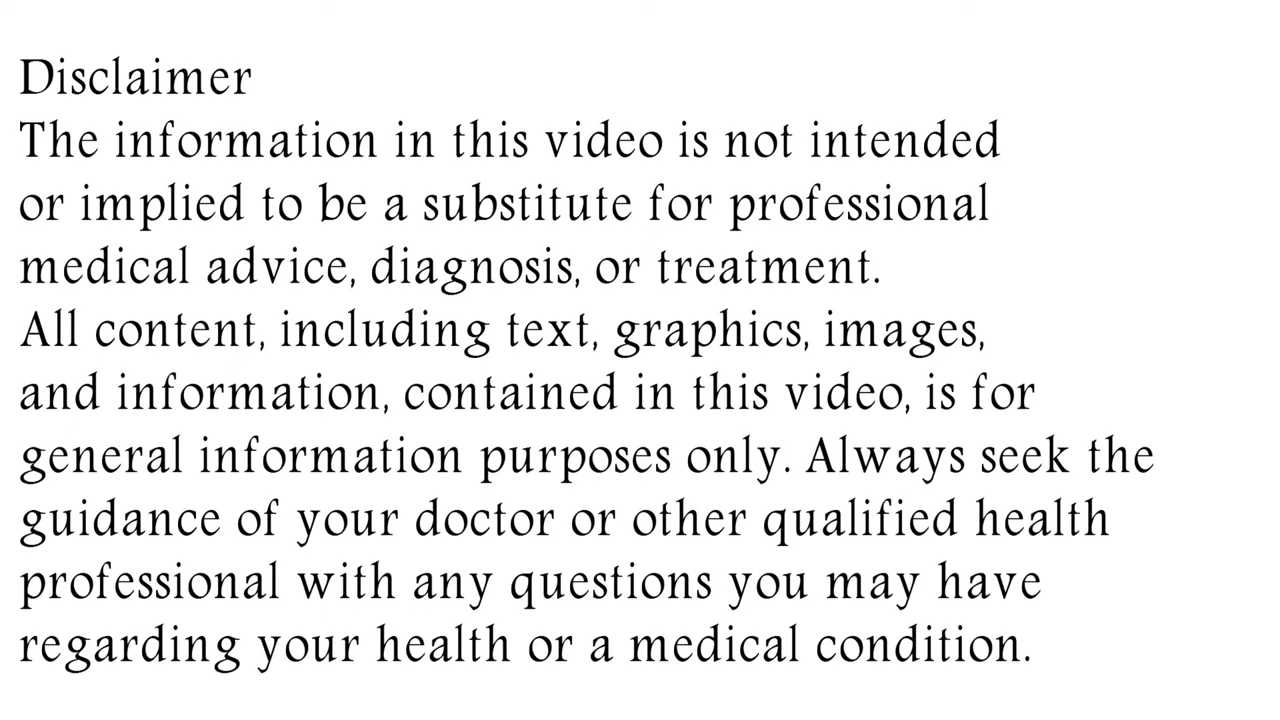 Disclaimer
The information in this video is not intended
or implied to be a substitute for professional
medical advice, diagnosis, or treatment.
All content, including text, graphics, images,
and information, contained in this video, is for
general information purposes only. Always seek the
guidance of your doctor or other qualified health
professional with any questions you may have
regarding your health or a medical condition.